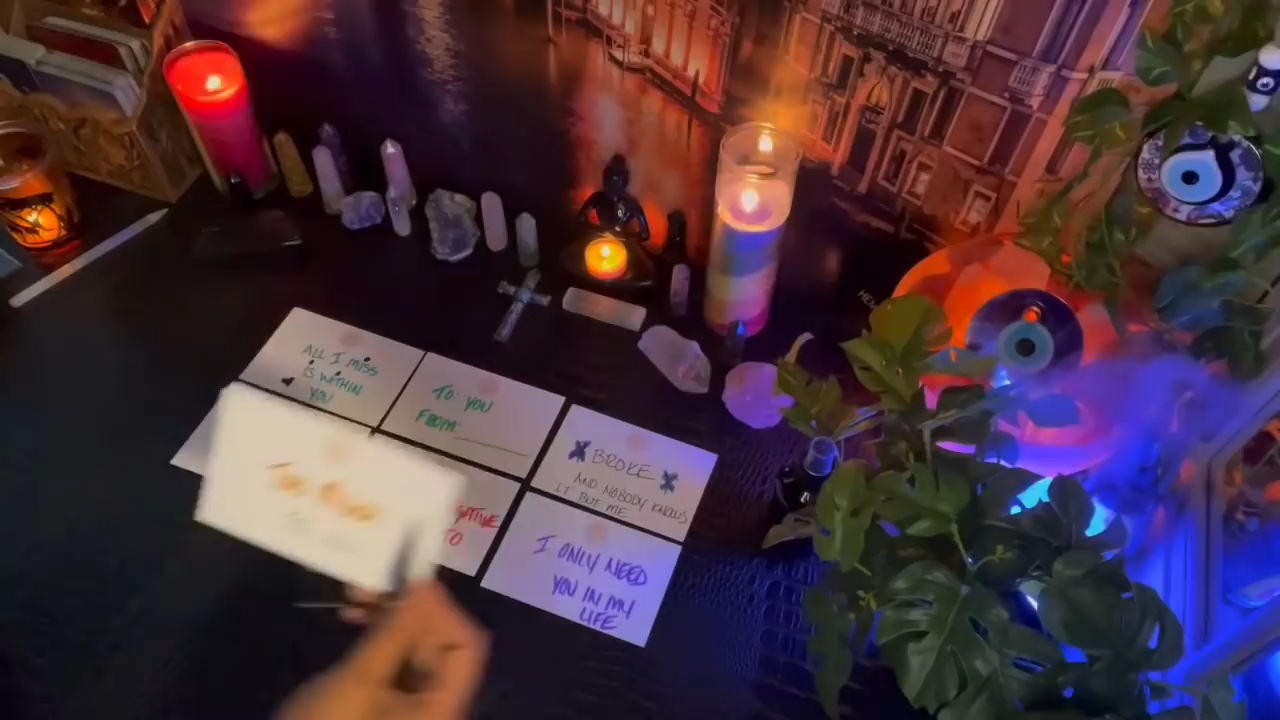 ALL I MISS
IS WITHIN
YOU
TO: YOU
FROM:
BROKE
AND NOBODY KNOWS
IT BUT ME
TO
I ONLY NEED
YOU IN MY
LIFE